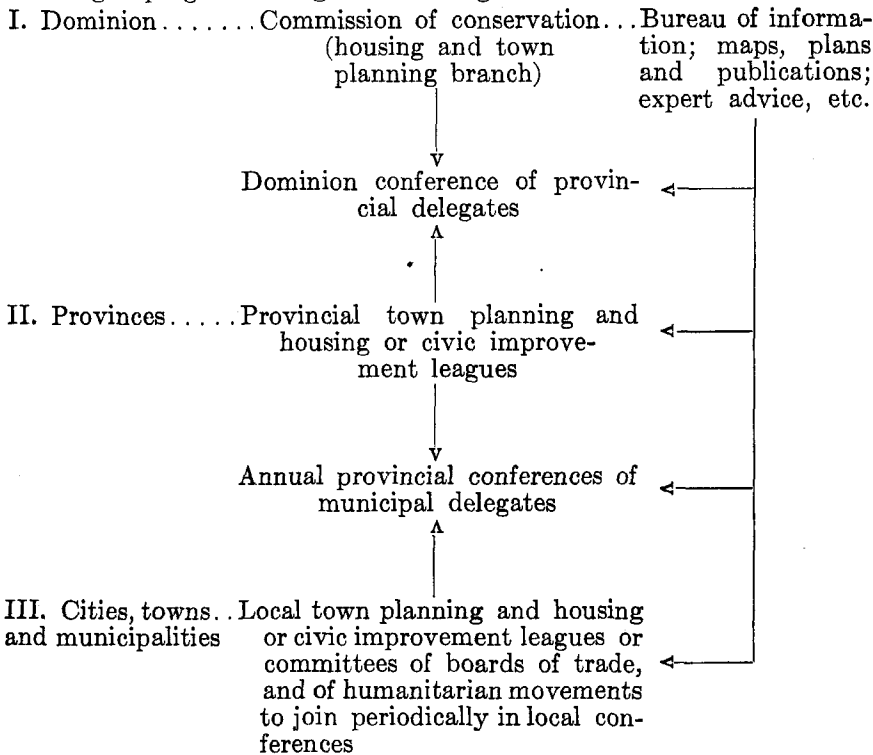 I. Dominion....... Commission of conservation... Bureau of informa-
(housing and town tion; maps, plans
planning branch) and publications;
expert advice, etc.
Dominion conference of provin-
cial delegates
II. Provinces..... Provincial town planning and
housing or civic improve-
ment leagues
Annual provincial conferences of
municipal delegates
III. Cities, towns.. Local town planning and housing
and municipalities or civic improvement leagues or
committees of boards of trade,
and of humanitarian movements
to join periodically in local con-
ferences